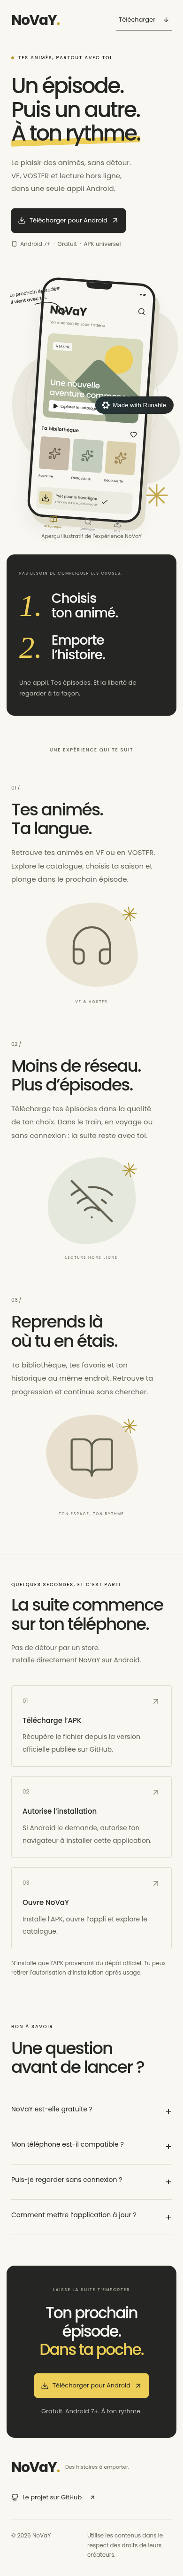 NoVaY.
Télécharger
TES ANIMÉS, PARTOUT AVEC TOI
Un épisode.
Puis un autre.
À ton rythme.
Le plaisir des animés, sans détour.
VF, VOSTFR et lecture hors ligne,
dans une seule appli Android.
Télécharger pour Android
Android 7+ · Gratuit · APK universel
Le prochain épisode ?
Il vient avec toi.
NoVaY
Ton prochain épisode t'attend.
À LA UNE
Une nouvelle
aventure commence
Explorer le catalogue
Made with Runable
Ta bibliothèque
Aventure
Fantastique
Découverte
Prêt pour le hors-ligne
Bibliothèque
Catalogue
Aperçu illustratif de l'expérience NoVaY
PAS BESOIN DE COMPLIQUER LES CHOSES.
1. Choisis
ton animé.
2. Emporte
l'histoire.
Une appli. Tes épisodes. Et la liberté de
regarder à ta façon.
UNE EXPÉRIENCE QUI TE SUIT
01 /
Tes animés.
Ta langue.
Retrouve tes animés en VF ou en VOSTFR.
Explore le catalogue, choisis ta saison et
plonge dans le prochain épisode.
VF & VOSTFR
02 /
Moins de réseau.
Plus d'épisodes.
Télécharge tes épisodes dans la qualité
de ton choix. Dans le train, en voyage ou
sans connexion : la suite reste avec toi.
LECTURE HORS LIGNE
03 /
Reprends là
où tu en étais.
Ta bibliothèque, tes favoris et ton
historique au même endroit. Retrouve ta
progression et continue sans chercher.
TON ESPACE, TON RYTHME
QUELQUES SECONDES, ET C'EST PARTI
La suite commence
sur ton téléphone.
Pas de détour par un store.
Installe directement NoVaY sur Android.
01
Télécharge l'APK
Récupère le fichier depuis la version
officielle publiée sur GitHub.
02
Autorise l'installation
Si Android le demande, autorise ton
navigateur à installer cette application.
03
Ouvre NoVaY
Installe l'APK, ouvre l'appli et explore le
catalogue.
N'installe que l'APK provenant du dépôt officiel. Tu peux
retirer l'autorisation d'installation après usage.
BON À SAVOIR
Une question
avant de lancer ?
NoVaY est-elle gratuite ?
+
Mon téléphone est-il compatible ?
+
Puis-je regarder sans connexion ?
+
Comment mettre l'application à jour ?
+
LAISSE LA SUITE T'EMPORTER
Ton prochain
épisode.
Dans ta poche.
Télécharger pour Android
Gratuit. Android 7+. À ton rythme.
NoVaY. Des histoires à emporter.
Le projet sur GitHub
© 2026 NoVaY
Utilise les contenus dans le
respect des droits de leurs
créateurs.